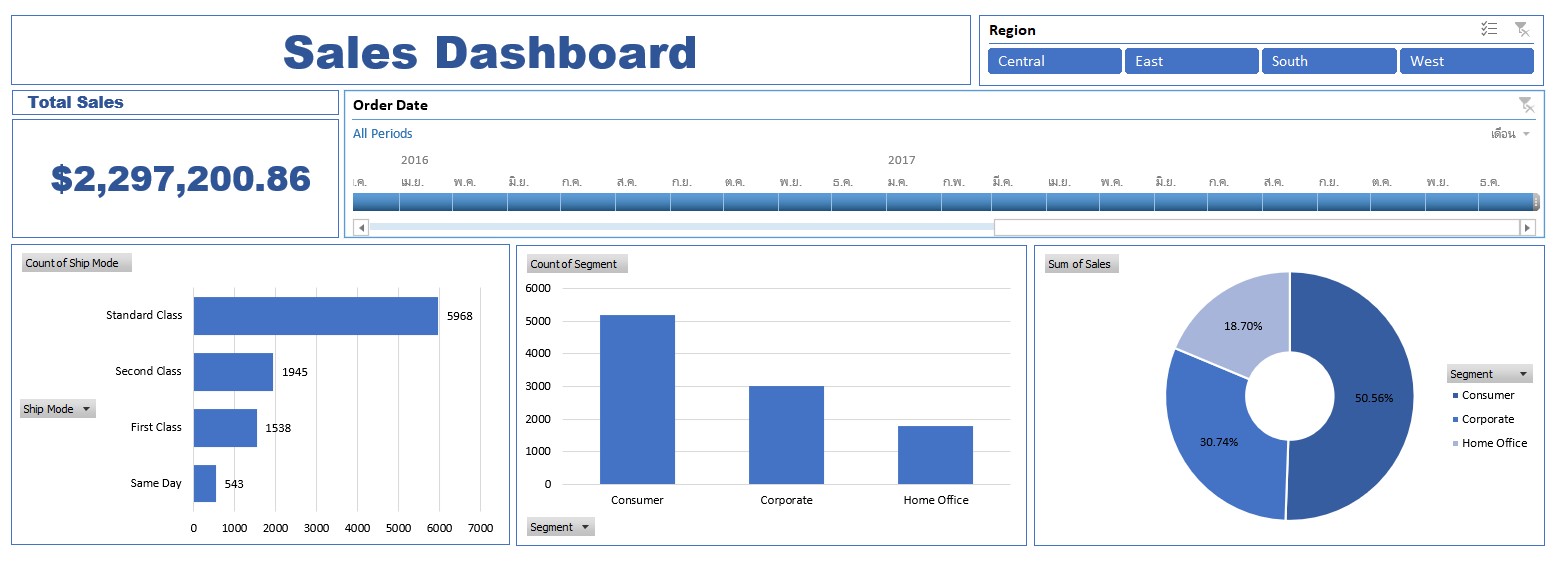 Sales Dashboard
Region
Central East South West
Total Sales
Order Date
All Periods
เดือน
$2,297,200.86
2016 2017
เม.ย. พ.ค. มิ.ย. ก.ค. ส.ค. ก.ย. ต.ค. พ.ย. ธ.ค. ม.ค. ก.พ. มี.ค. เม.ย. พ.ค. มิ.ย. ก.ค. ส.ค. ก.ย. ต.ค. พ.ย. ธ.ค.
Count of Ship Mode
Standard Class 5968
Second Class 1945
Ship Mode
First Class 1538
Same Day 543
0 1000 2000 3000 4000 5000 6000 7000
Count of Segment
6000
5000
4000
3000
2000
1000
0
Consumer Corporate Home Office
Segment
Sum of Sales
18.70%
50.56%
30.74%
Segment
Consumer
Corporate
Home Office